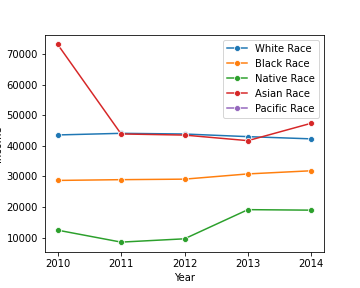 White Race
Black Race
Native Race
Asian Race
Pacific Race
70000
60000
50000
40000
30000
20000
10000
2010 2011 2012 2013 2014
Year